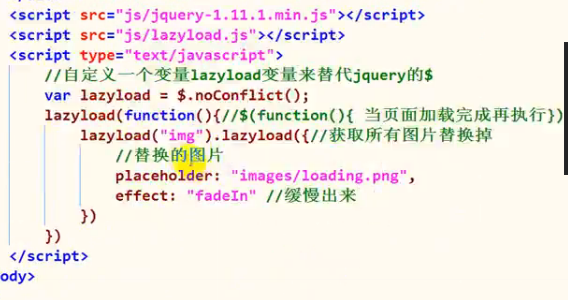 <script src="js/jquery-1.11.1.min.js"></script>
<script src="js/lazyload.js"></script>
<script type="text/javascript">
//自定义一个变量lazyload变量来替代jquery的$
var lazyload = $.noConflict();
lazyload(function(){//$(function(){ 当页面加载完成再执行})
lazyload("img").lazyload({//获取所有图片替换掉
//替换的图片
placeholder: "images/loading.png",
effect: "fadeIn" //缓慢出来
})
})
</script>
ody>